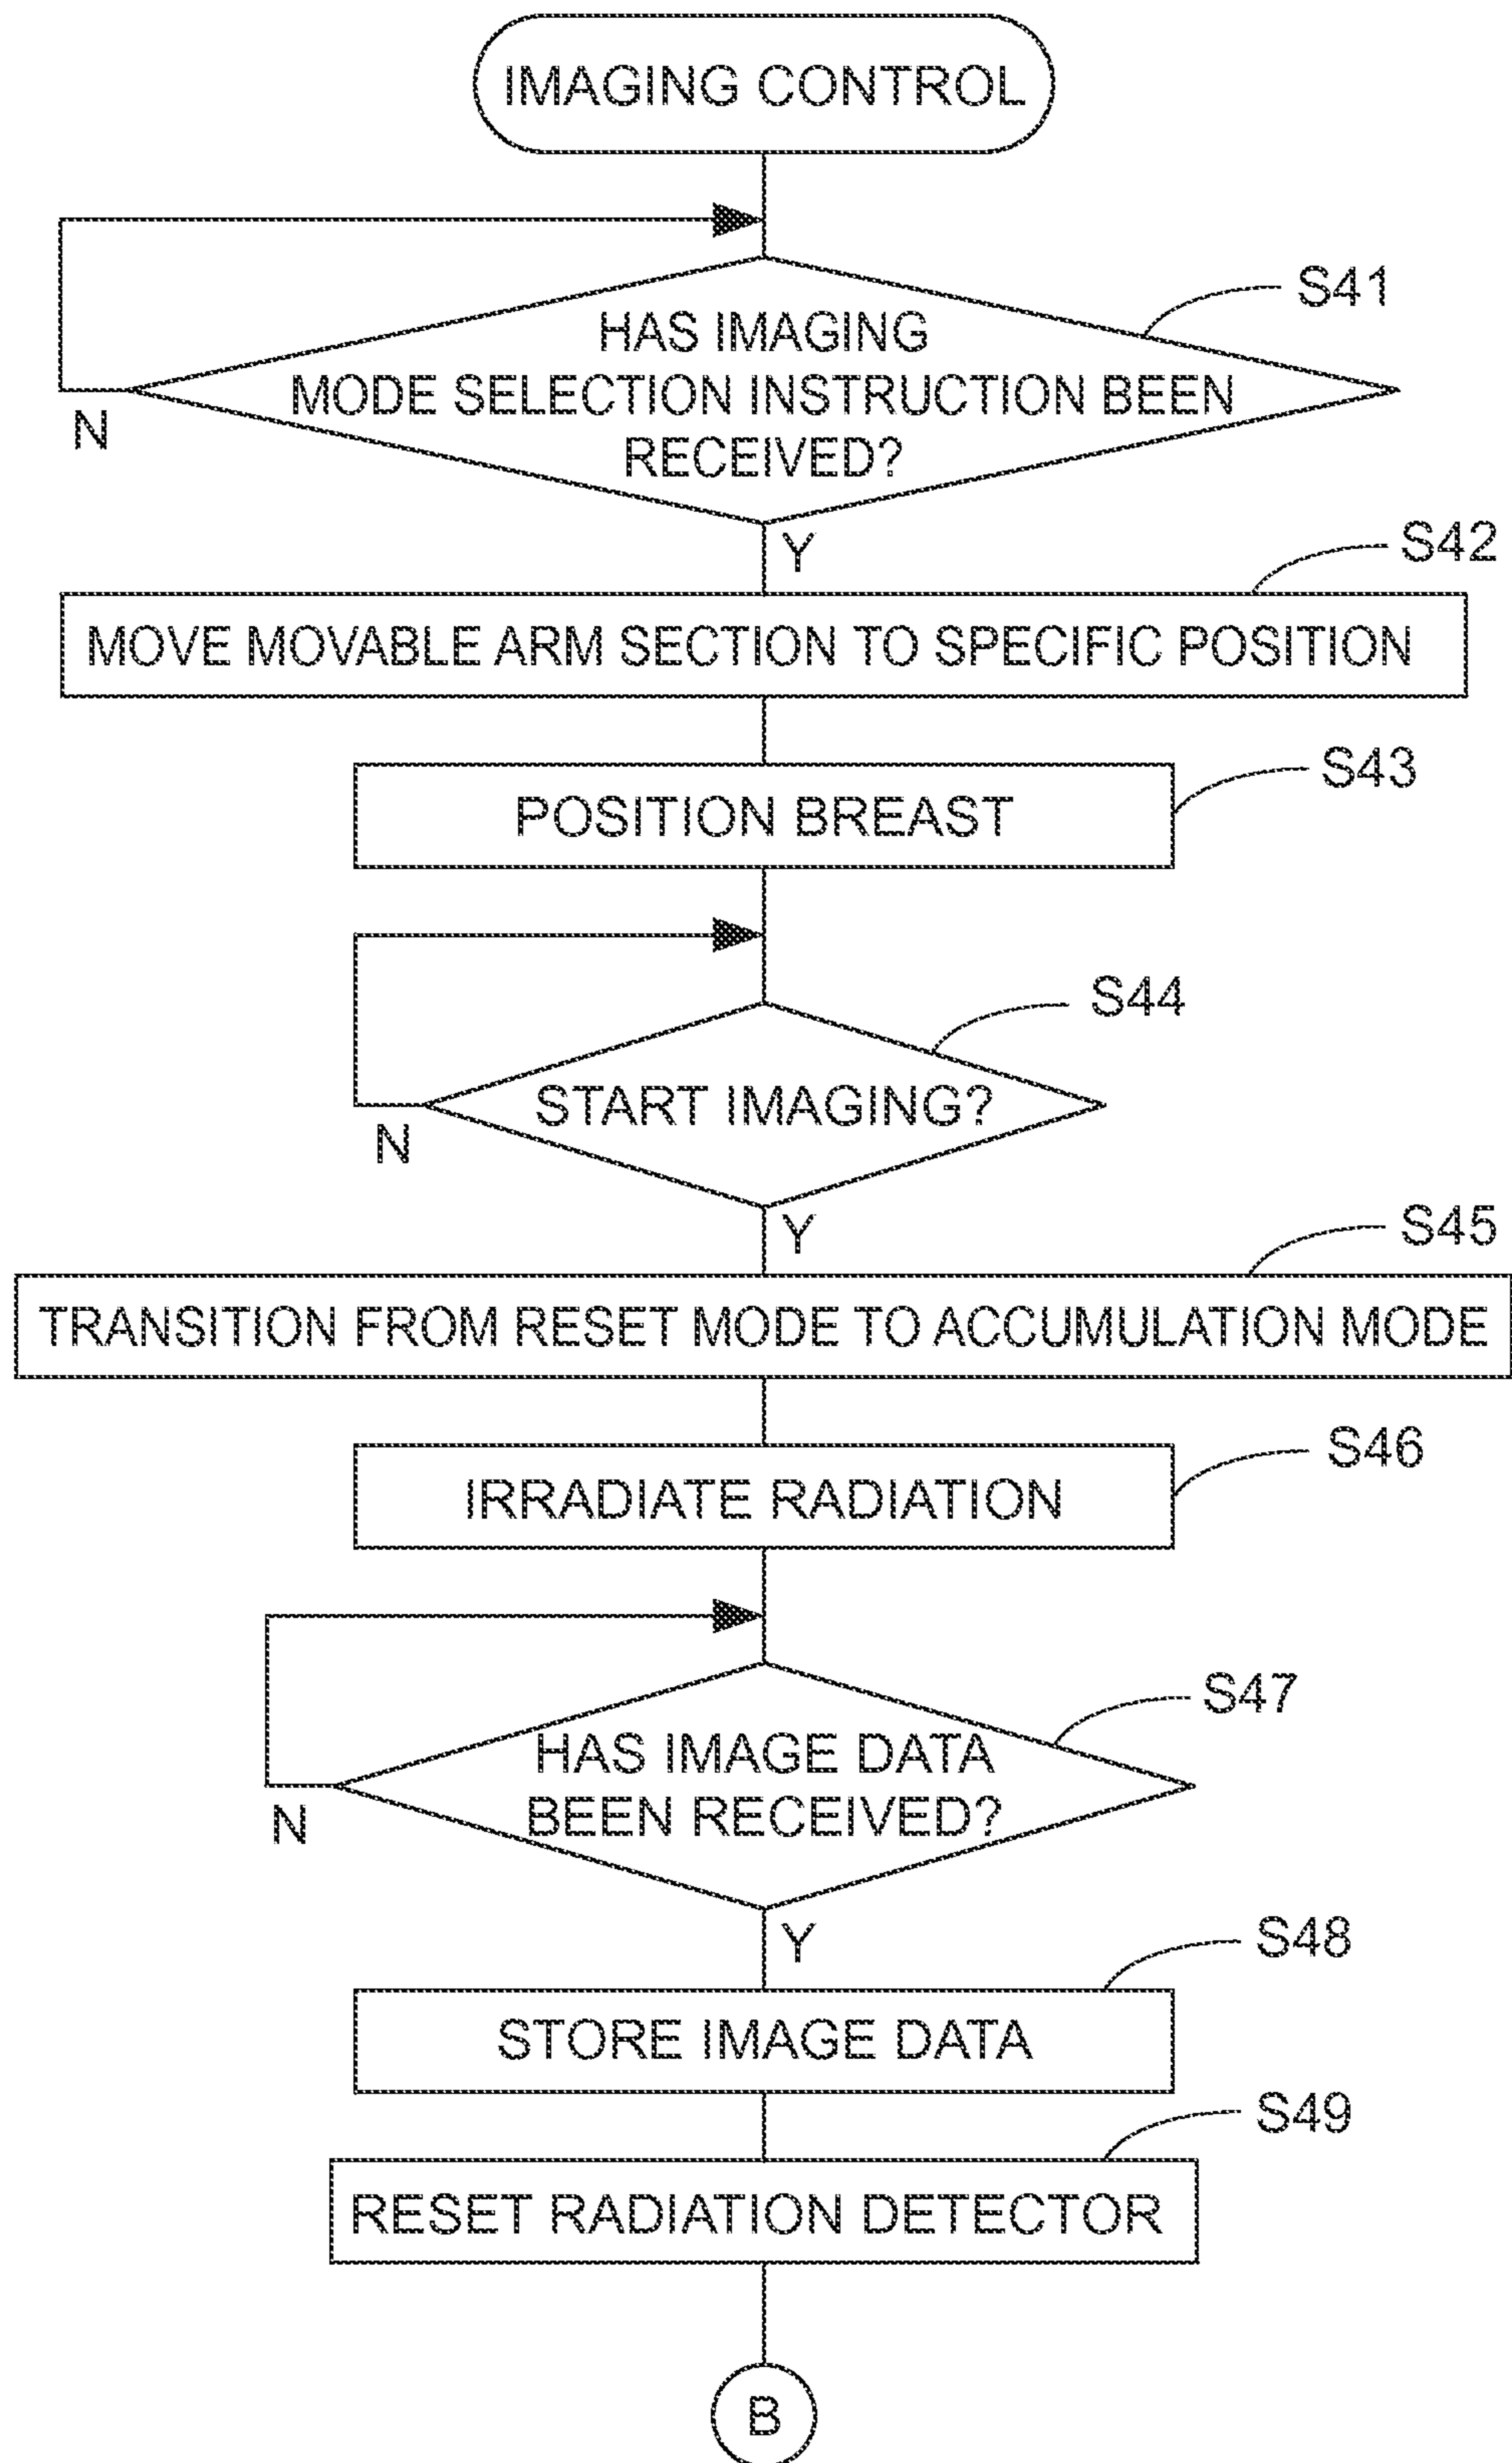 IMAGING CONTROL
S41
HAS IMAGING
MODE SELECTION INSTRUCTION BEEN
RECEIVED?
N
Y
S42
MOVE MOVABLE ARM SECTION TO SPECIFIC POSITION
S43
POSITION BREAST
S44
START IMAGING?
N
Y
S45
TRANSITION FROM RESET MODE TO ACCUMULATION MODE
S46
IRRADIATE RADIATION
S47
HAS IMAGE DATA
BEEN RECEIVED?
N
Y
S48
STORE IMAGE DATA
S49
RESET RADIATION DETECTOR
B